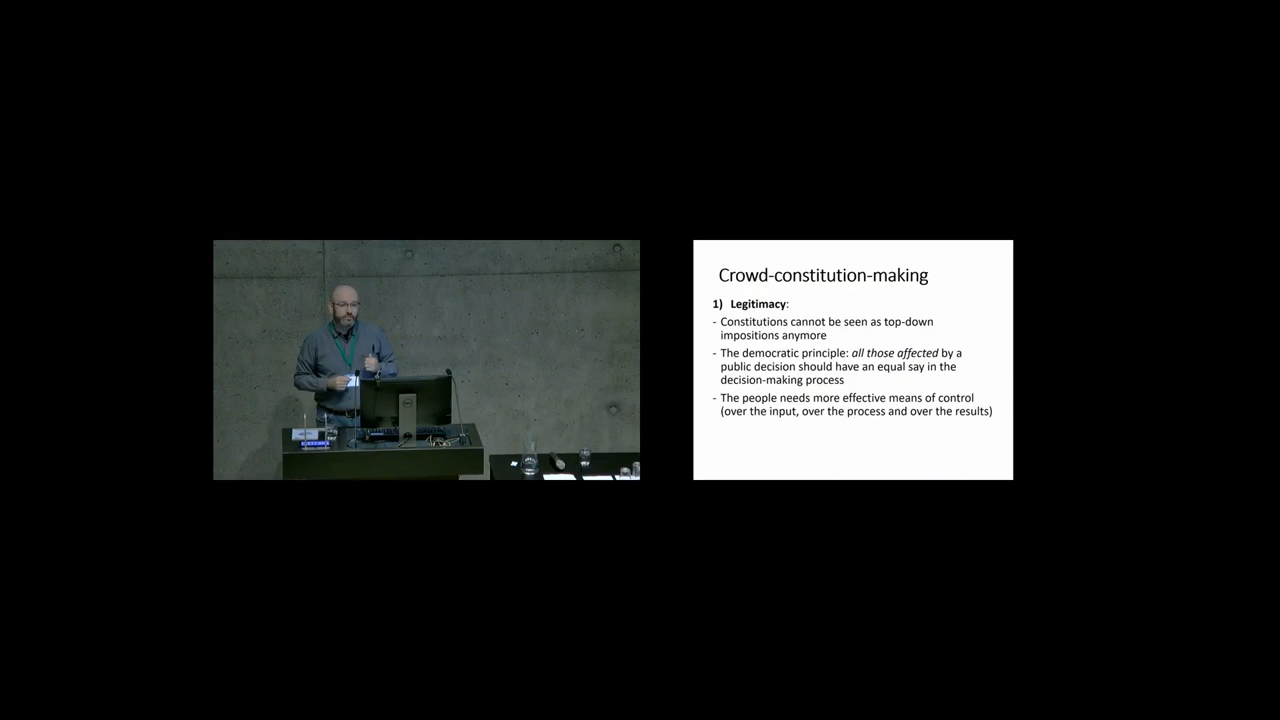 Crowd-constitution-making
1) Legitimacy:
- Constitutions cannot be seen as top-down
impositions anymore
- The democratic principle: all those affected by a
public decision should have an equal say in the
decision-making process
- The people needs more effective means of control
(over the input, over the process and over the results)